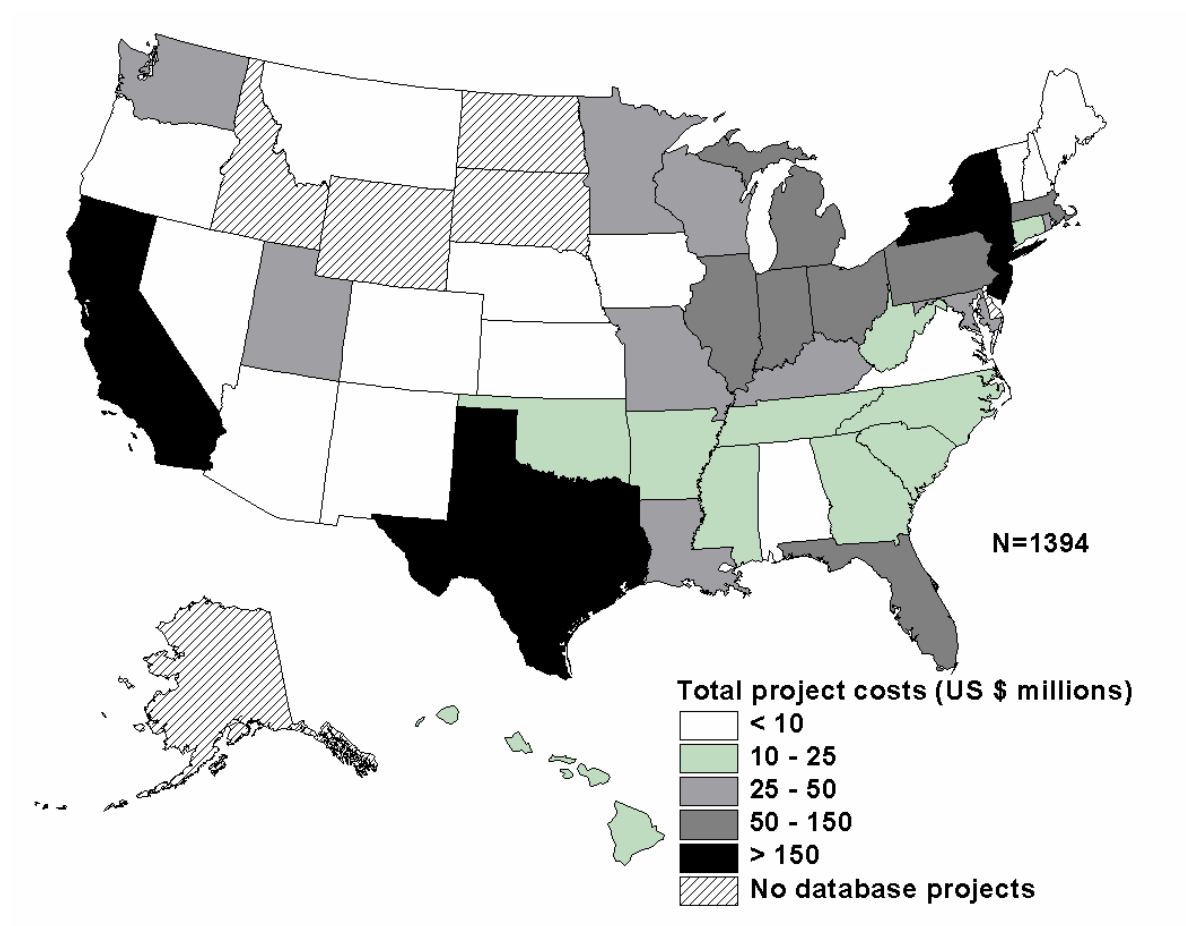 N=1394
Total project costs (US $ millions)
< 10
10 - 25
25 - 50
50 - 150
> 150
No database projects